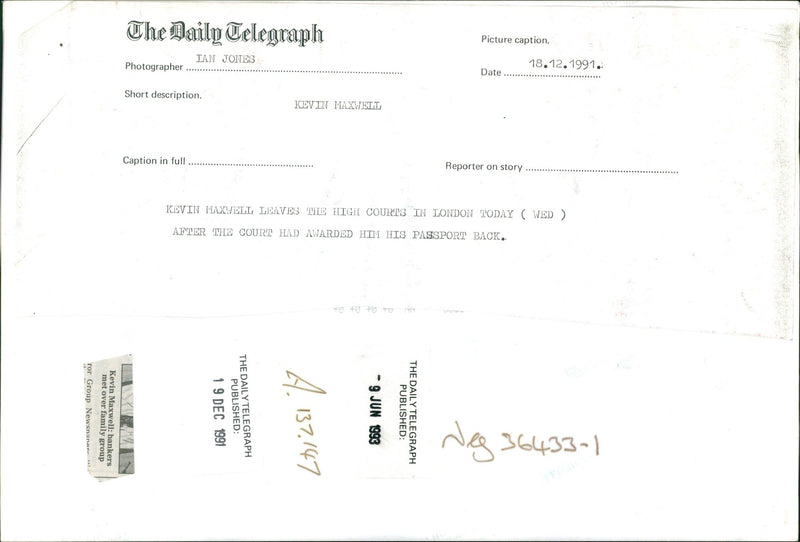 The Daily Telegraph
Picture caption.
IAN JONES
Photographer
18.12.1991.
Date
Short description.
KEVIN MAXWELL
Caption in full
Reporter on story
KEVIN MAXWELL LEAVES THE HIGH COURTS IN LONDON TODAY ( WED )
AFTER THE COURT HAD AWARDED HIM HIS PASSPORT BACK.
Kevin Maxwell: bankers
met over family group
ror Group Newspapers
THE DAILY TELEGRAPH
PUBLISHED:
19 DEC 1991
A. 137.147
THE DAILY TELEGRAPH
PUBLISHED:
- 9 JUN 1993
Neg 36433-1